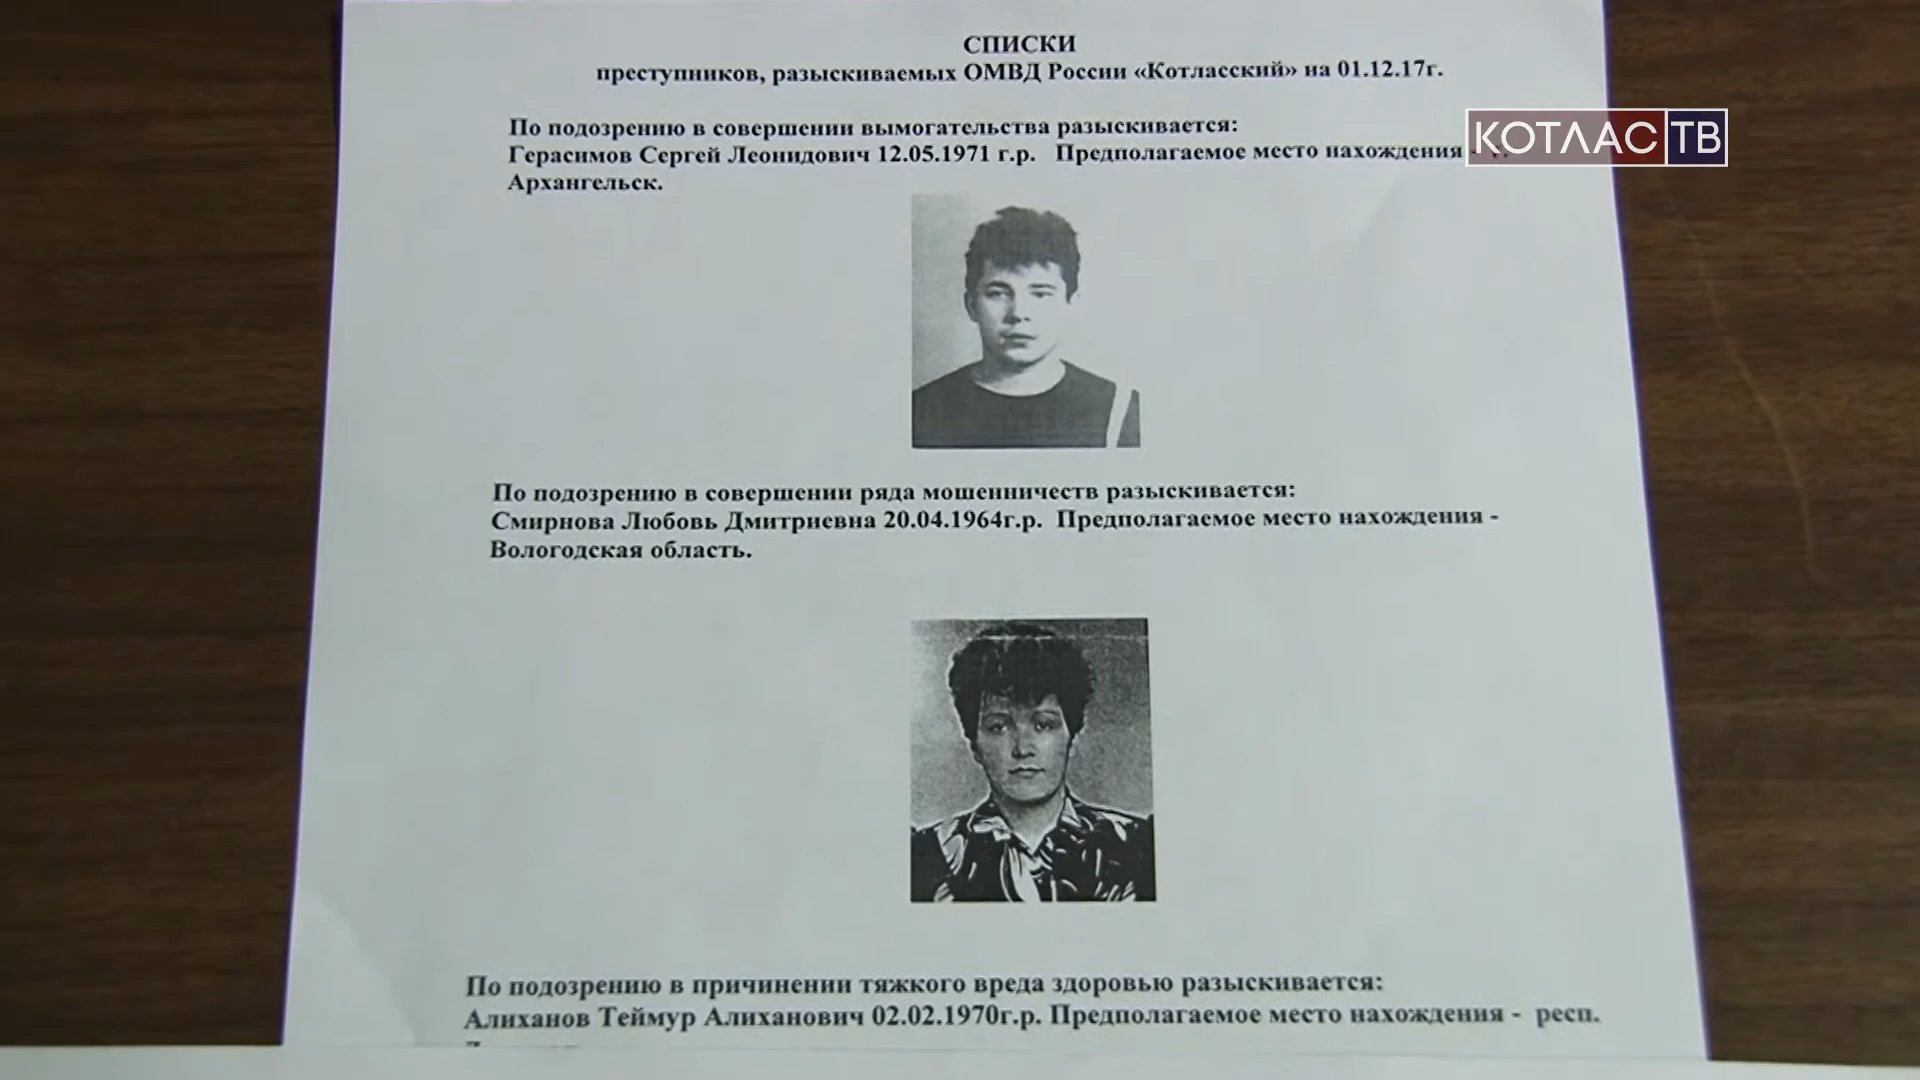 СПИСКИ
преступников, разыскиваемых ОМВД России «Котласский» на 01.12.17г.
КОТЛАС ТВ
По подозрению в совершении вымогательства разыскивается:
Герасимов Сергей Леонидович 12.05.1971 г.р. Предполагаемое место нахождения -
Архангельск.
По подозрению в совершении ряда мошенничеств разыскивается:
Смирнова Любовь Дмитриевна 20.04.1964г.р. Предполагаемое место нахождения -
Вологодская область.
По подозрению в причинении тяжкого вреда здоровью разыскивается:
Алиханов Теймур Алиханович 02.02.1970г.р. Предполагаемое место нахождения - респ.